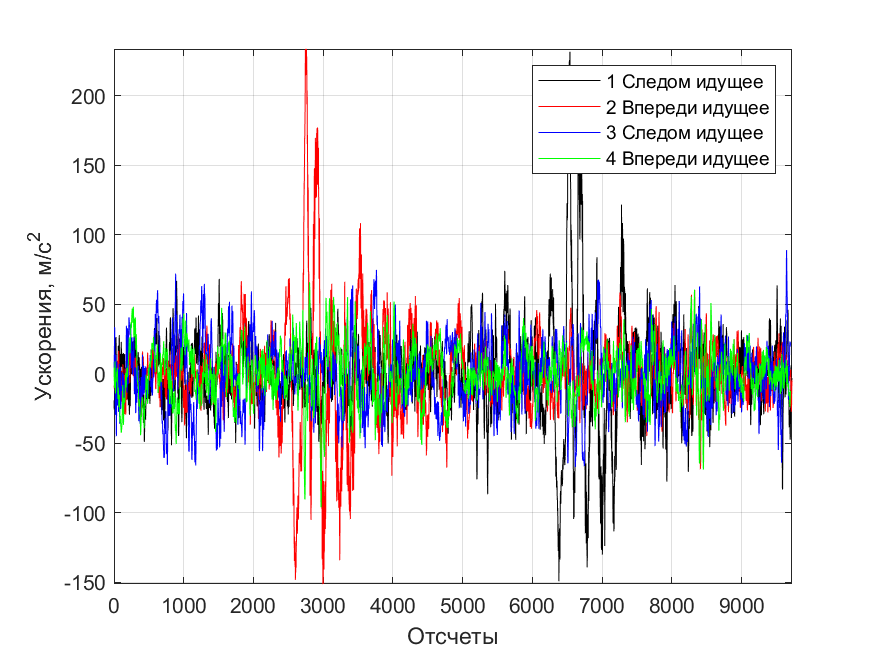 1 Следом идущее
2 Впереди идущее
3 Следом идущее
4 Впереди идущее
200
150
100
50
0
-50
-100
-150
Ускорения, м/с²
0 1000 2000 3000 4000 5000 6000 7000 8000 9000
Отсчеты